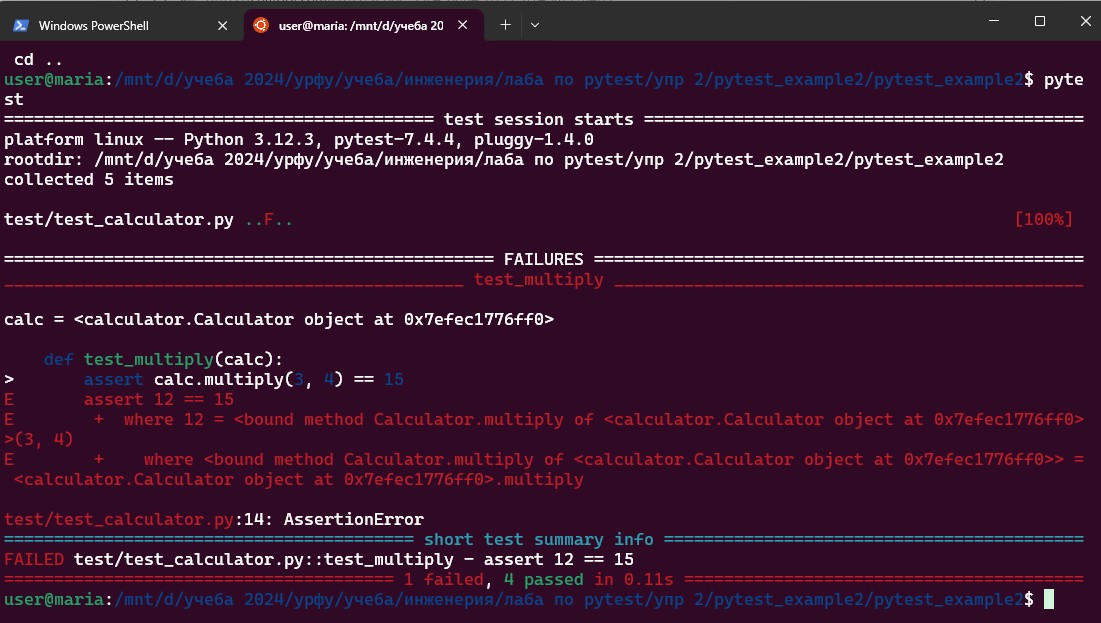 Windows PowerShell
user@maria: /mnt/d/учеба 20
cd ..
user@maria:/mnt/d/учеба 2024/урфу/учеба/инженерия/лаба по pytest/упр 2/pytest_example2/pytest_example2$ pyte
st
=========================================== test session starts ============================================
platform linux -- Python 3.12.3, pytest-7.4.4, pluggy-1.4.0
rootdir: /mnt/d/учеба 2024/урфу/учеба/инженерия/лаба по pytest/упр 2/pytest_example2/pytest_example2
collected 5 items
test/test_calculator.py ..F.. [100%]
================================================= FAILURES =================================================
______________________________________________ test_multiply _______________________________________________
calc = <calculator.Calculator object at 0x7efec1776ff0>
def test_multiply(calc):
> assert calc.multiply(3, 4) == 15
E assert 12 == 15
E + where 12 = <bound method Calculator.multiply of <calculator.Calculator object at 0x7efec1776ff0>
>(3, 4)
E + where <bound method Calculator.multiply of <calculator.Calculator object at 0x7efec1776ff0>> =
<calculator.Calculator object at 0x7efec1776ff0>.multiply
test/test_calculator.py:14: AssertionError
========================================= short test summary info ==========================================
FAILED test/test_calculator.py::test_multiply - assert 12 == 15
======================================= 1 failed, 4 passed in 0.11s ========================================
user@maria:/mnt/d/учеба 2024/урфу/учеба/инженерия/лаба по pytest/упр 2/pytest_example2/pytest_example2$